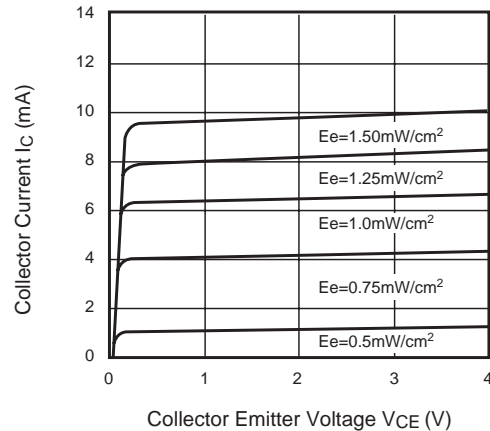 14
12
10
8
6
4
2
0
Collector Current IC (mA)
Ee=1.50mW/cm²
Ee=1.25mW/cm²
Ee=1.0mW/cm²
Ee=0.75mW/cm²
Ee=0.5mW/cm²
0 1 2 3 4
Collector Emitter Voltage VCE (V)